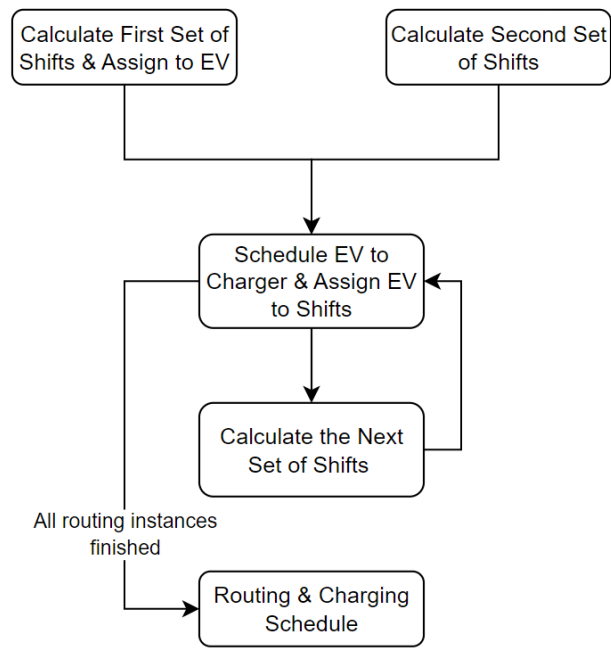 Calculate First Set of
Shifts & Assign to EV
Calculate Second Set
of Shifts
Schedule EV to
Charger & Assign EV
to Shifts
Calculate the Next
Set of Shifts
All routing instances
finished
Routing & Charging
Schedule